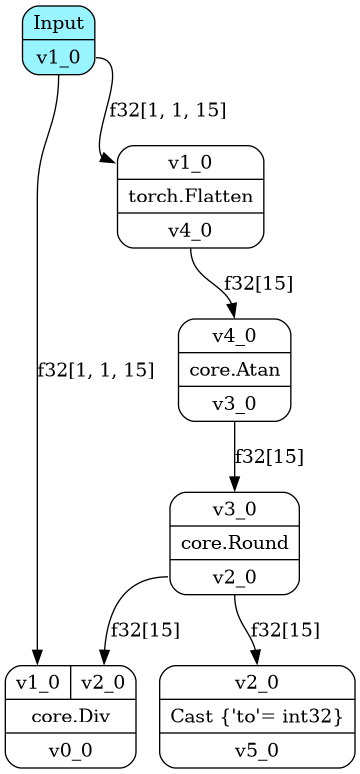 Input
v1_0
f32[1, 1, 15]
v1_0
torch.Flatten
v4_0
f32[15]
v4_0
f32[1, 1, 15]
core.Atan
v3_0
f32[15]
v3_0
core.Round
v2_0
f32[15]
f32[15]
v1_0 v2_0
core.Div
v0_0
v2_0
Cast {'to'= int32}
v5_0